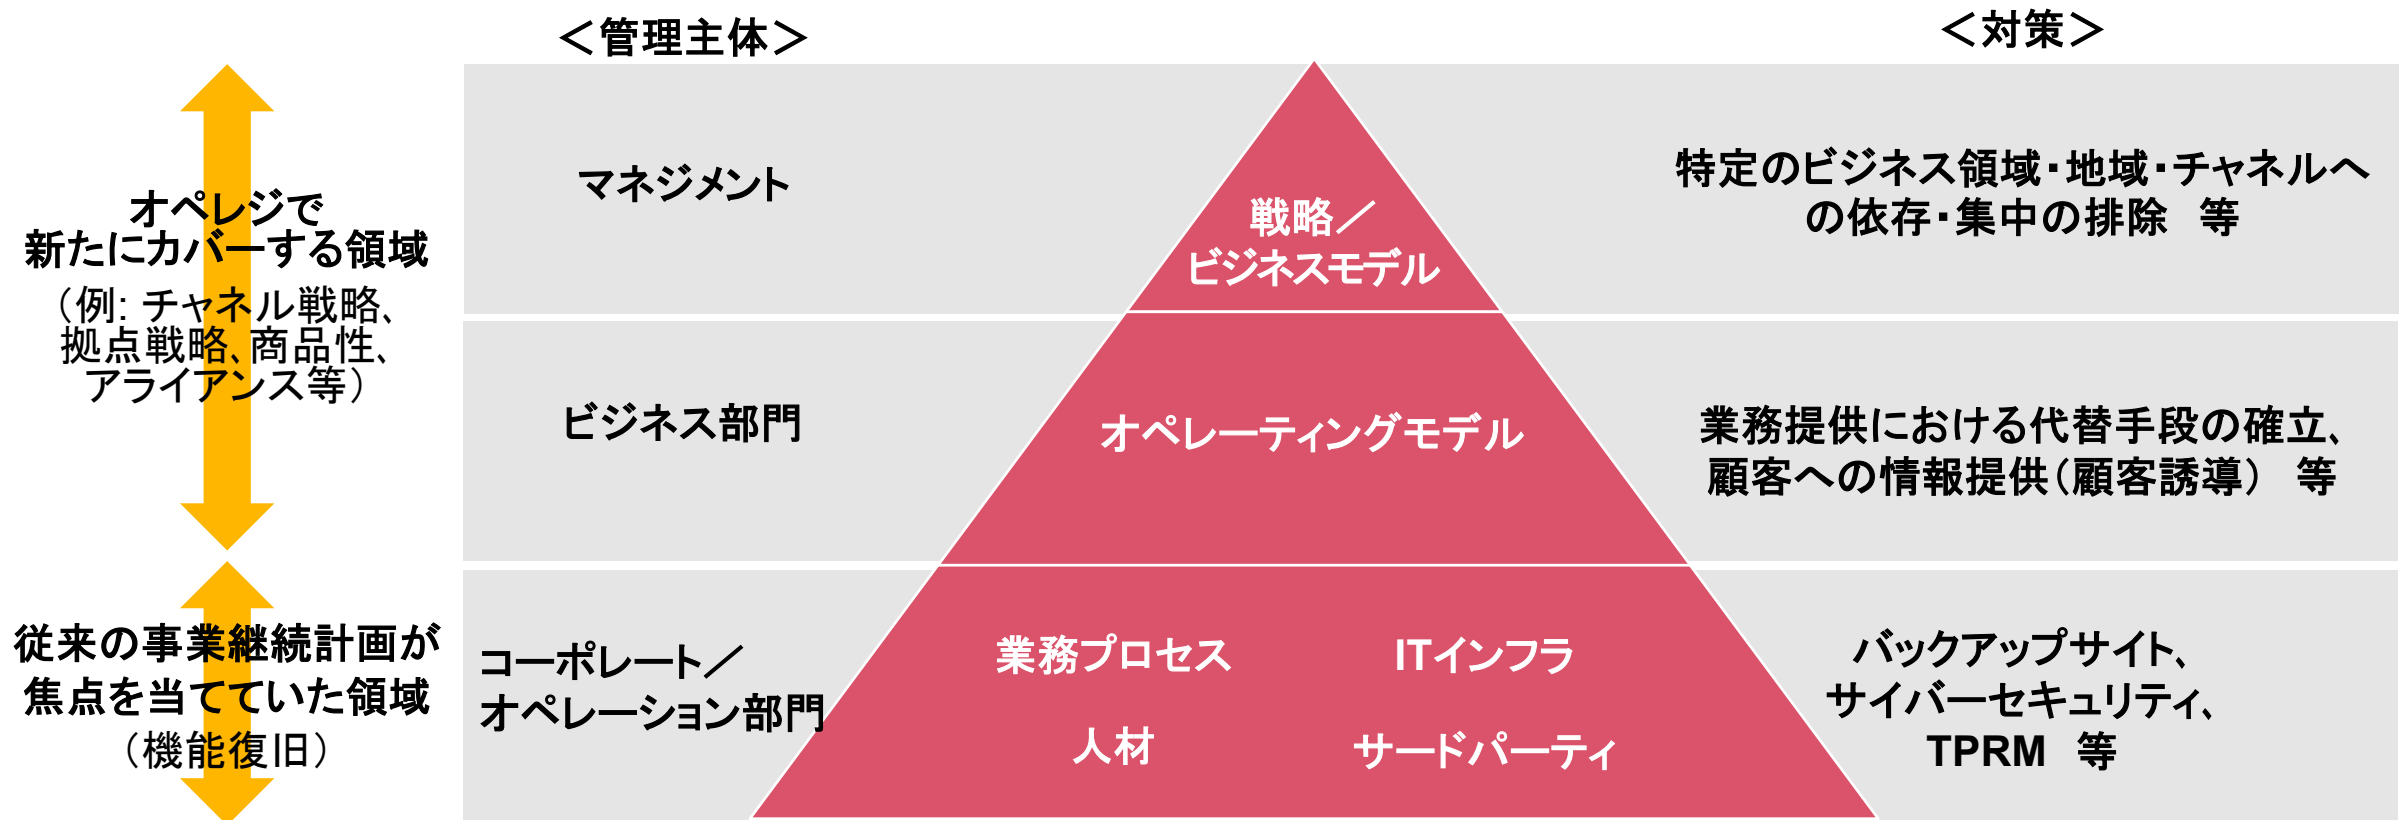 ＜管理主体＞
＜対策＞
オペレジで
新たにカバーする領域
（例: チャネル戦略、
拠点戦略、商品性、
アライアンス等）
マネジメント
戦略／
ビジネスモデル
特定のビジネス領域・地域・チャネルへ
の依存・集中の排除　等
ビジネス部門
オペレーティングモデル
業務提供における代替手段の確立、
顧客への情報提供（顧客誘導）　等
従来の事業継続計画が
焦点を当てていた領域
（機能復旧）
コーポレート／
オペレーション部門
業務プロセス
ITインフラ
人材
サードパーティ
バックアップサイト、
サイバーセキュリティ、
TPRM　等